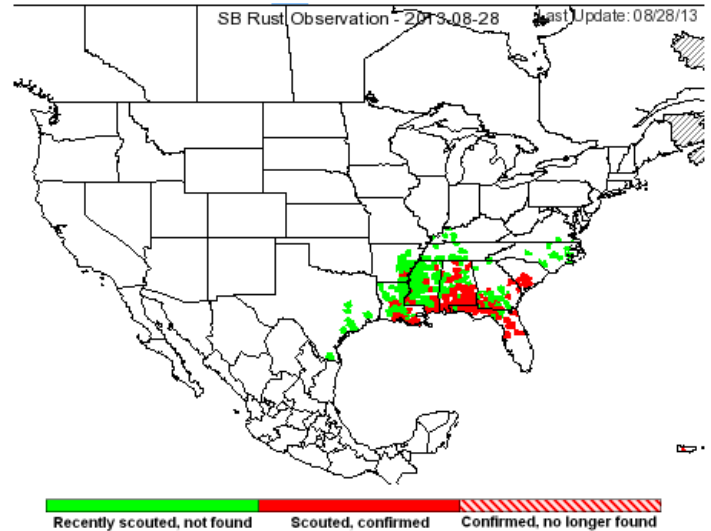 SB Rust Observation - 2013-08-28
Last Update: 08/28/13
Recently scouted, not found
Scouted, confirmed
Confirmed, no longer found